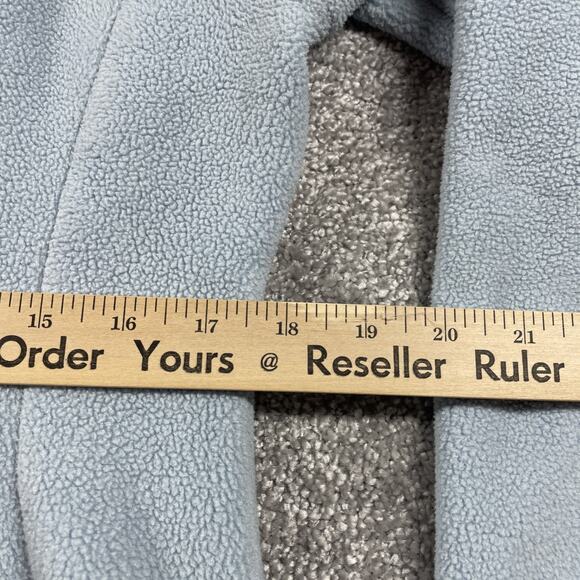 15 16 17 18 19 20 21
Order Yours @ Reseller Ruler